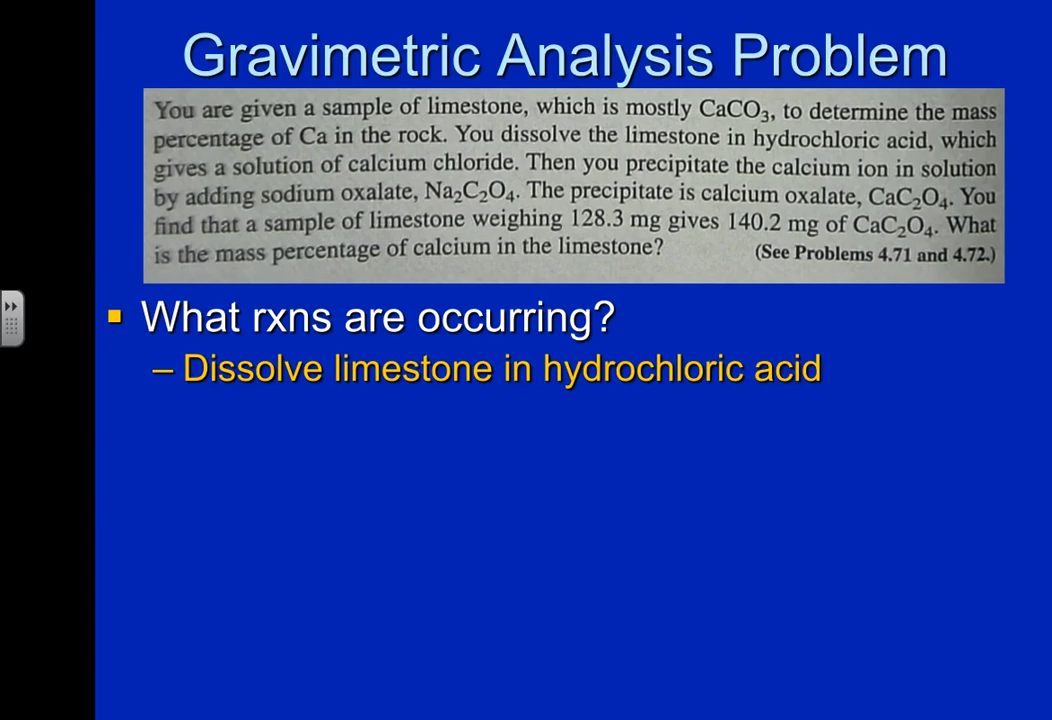 Gravimetric Analysis Problem
You are given a sample of limestone, which is mostly CaCO₃, to determine the mass
percentage of Ca in the rock. You dissolve the limestone in hydrochloric acid, which
gives a solution of calcium chloride. Then you precipitate the calcium ion in solution
by adding sodium oxalate, Na₂C₂O₄. The precipitate is calcium oxalate, CaC₂O₄. You
find that a sample of limestone weighing 128.3 mg gives 140.2 mg of CaC₂O₄. What
is the mass percentage of calcium in the limestone? (See Problems 4.71 and 4.72.)
▪ What rxns are occurring?
– Dissolve limestone in hydrochloric acid